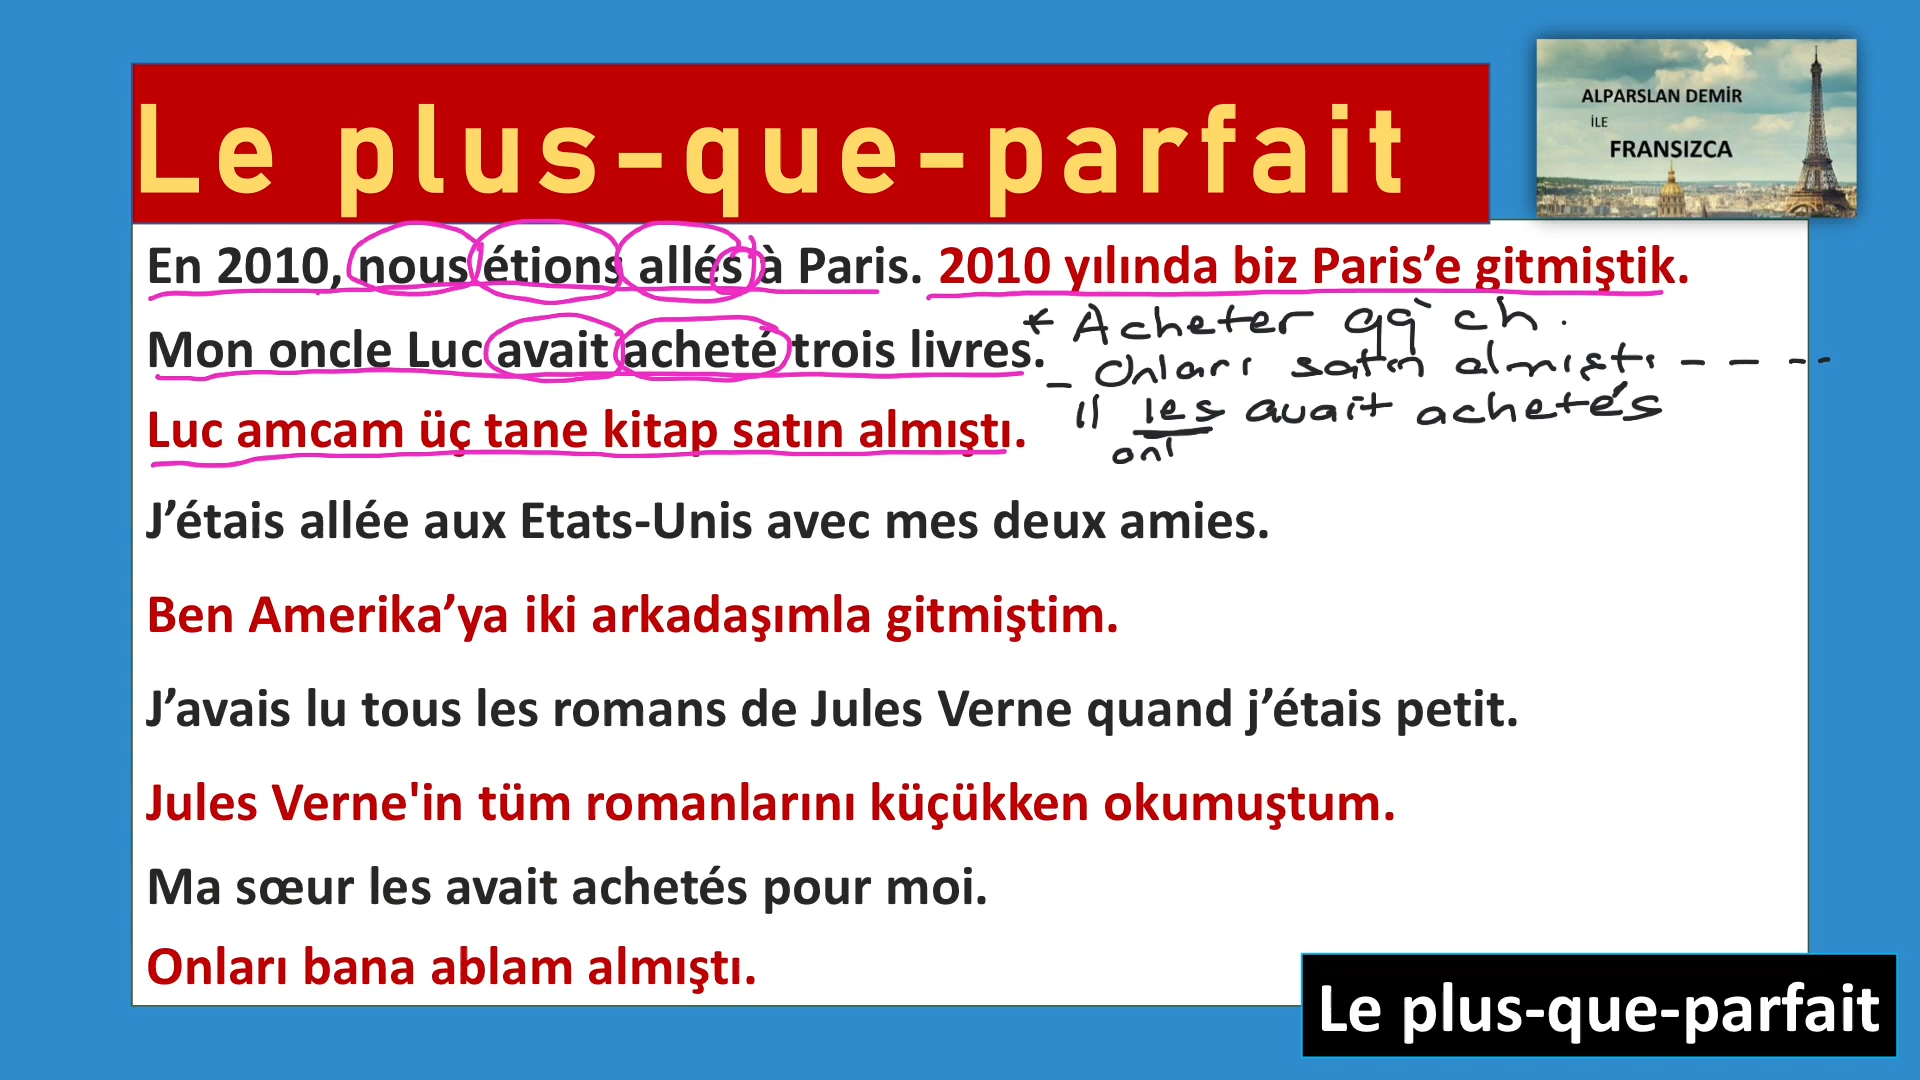 ALPARSLAN DEMİR
İLE
FRANSIZCA
Le plus-que-parfait
En 2010, nous étions allés à Paris. 2010 yılında biz Paris’e gitmiştik.
* Acheter qq ch.
Mon oncle Luc avait acheté trois livres.
- Onları satın almıştı - - - -
il les avait achetés
Luc amcam üç tane kitap satın almıştı.
onl
J’étais allée aux Etats-Unis avec mes deux amies.
Ben Amerika’ya iki arkadaşımla gitmiştim.
J’avais lu tous les romans de Jules Verne quand j’étais petit.
Jules Verne'in tüm romanlarını küçükken okumuştum.
Ma sœur les avait achetés pour moi.
Onları bana ablam almıştı.
Le plus-que-parfait